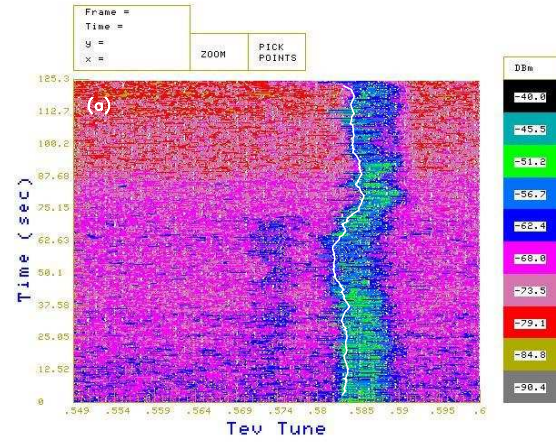 Frame =
Time =
y =
x =
ZOOM
PICK
POINTS
DBm
-40.0
-45.5
-51.2
-56.7
-62.4
-68.0
-73.5
-79.1
-84.8
-90.4
(a)
Time (sec)
125.3
112.7
100.2
87.68
75.15
62.63
50.1
37.58
25.05
12.52
0
.549 .554 .559 .564 .569 .574 .58 .585 .59 .595 .6
Tev Tune